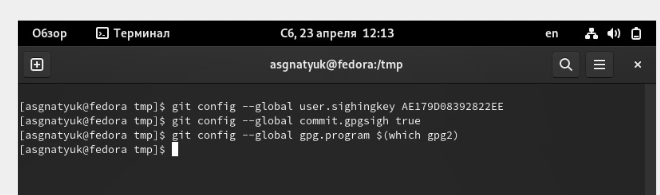 Обзор Терминал Сб, 23 апреля 12:13 en
asgnatyuk@fedora:/tmp
[asgnatyuk@fedora tmp]$ git config --global user.sighingkey AE179D08392822EE
[asgnatyuk@fedora tmp]$ git config --global commit.gpgsigh true
[asgnatyuk@fedora tmp]$ git config --global gpg.program $(which gpg2)
[asgnatyuk@fedora tmp]$